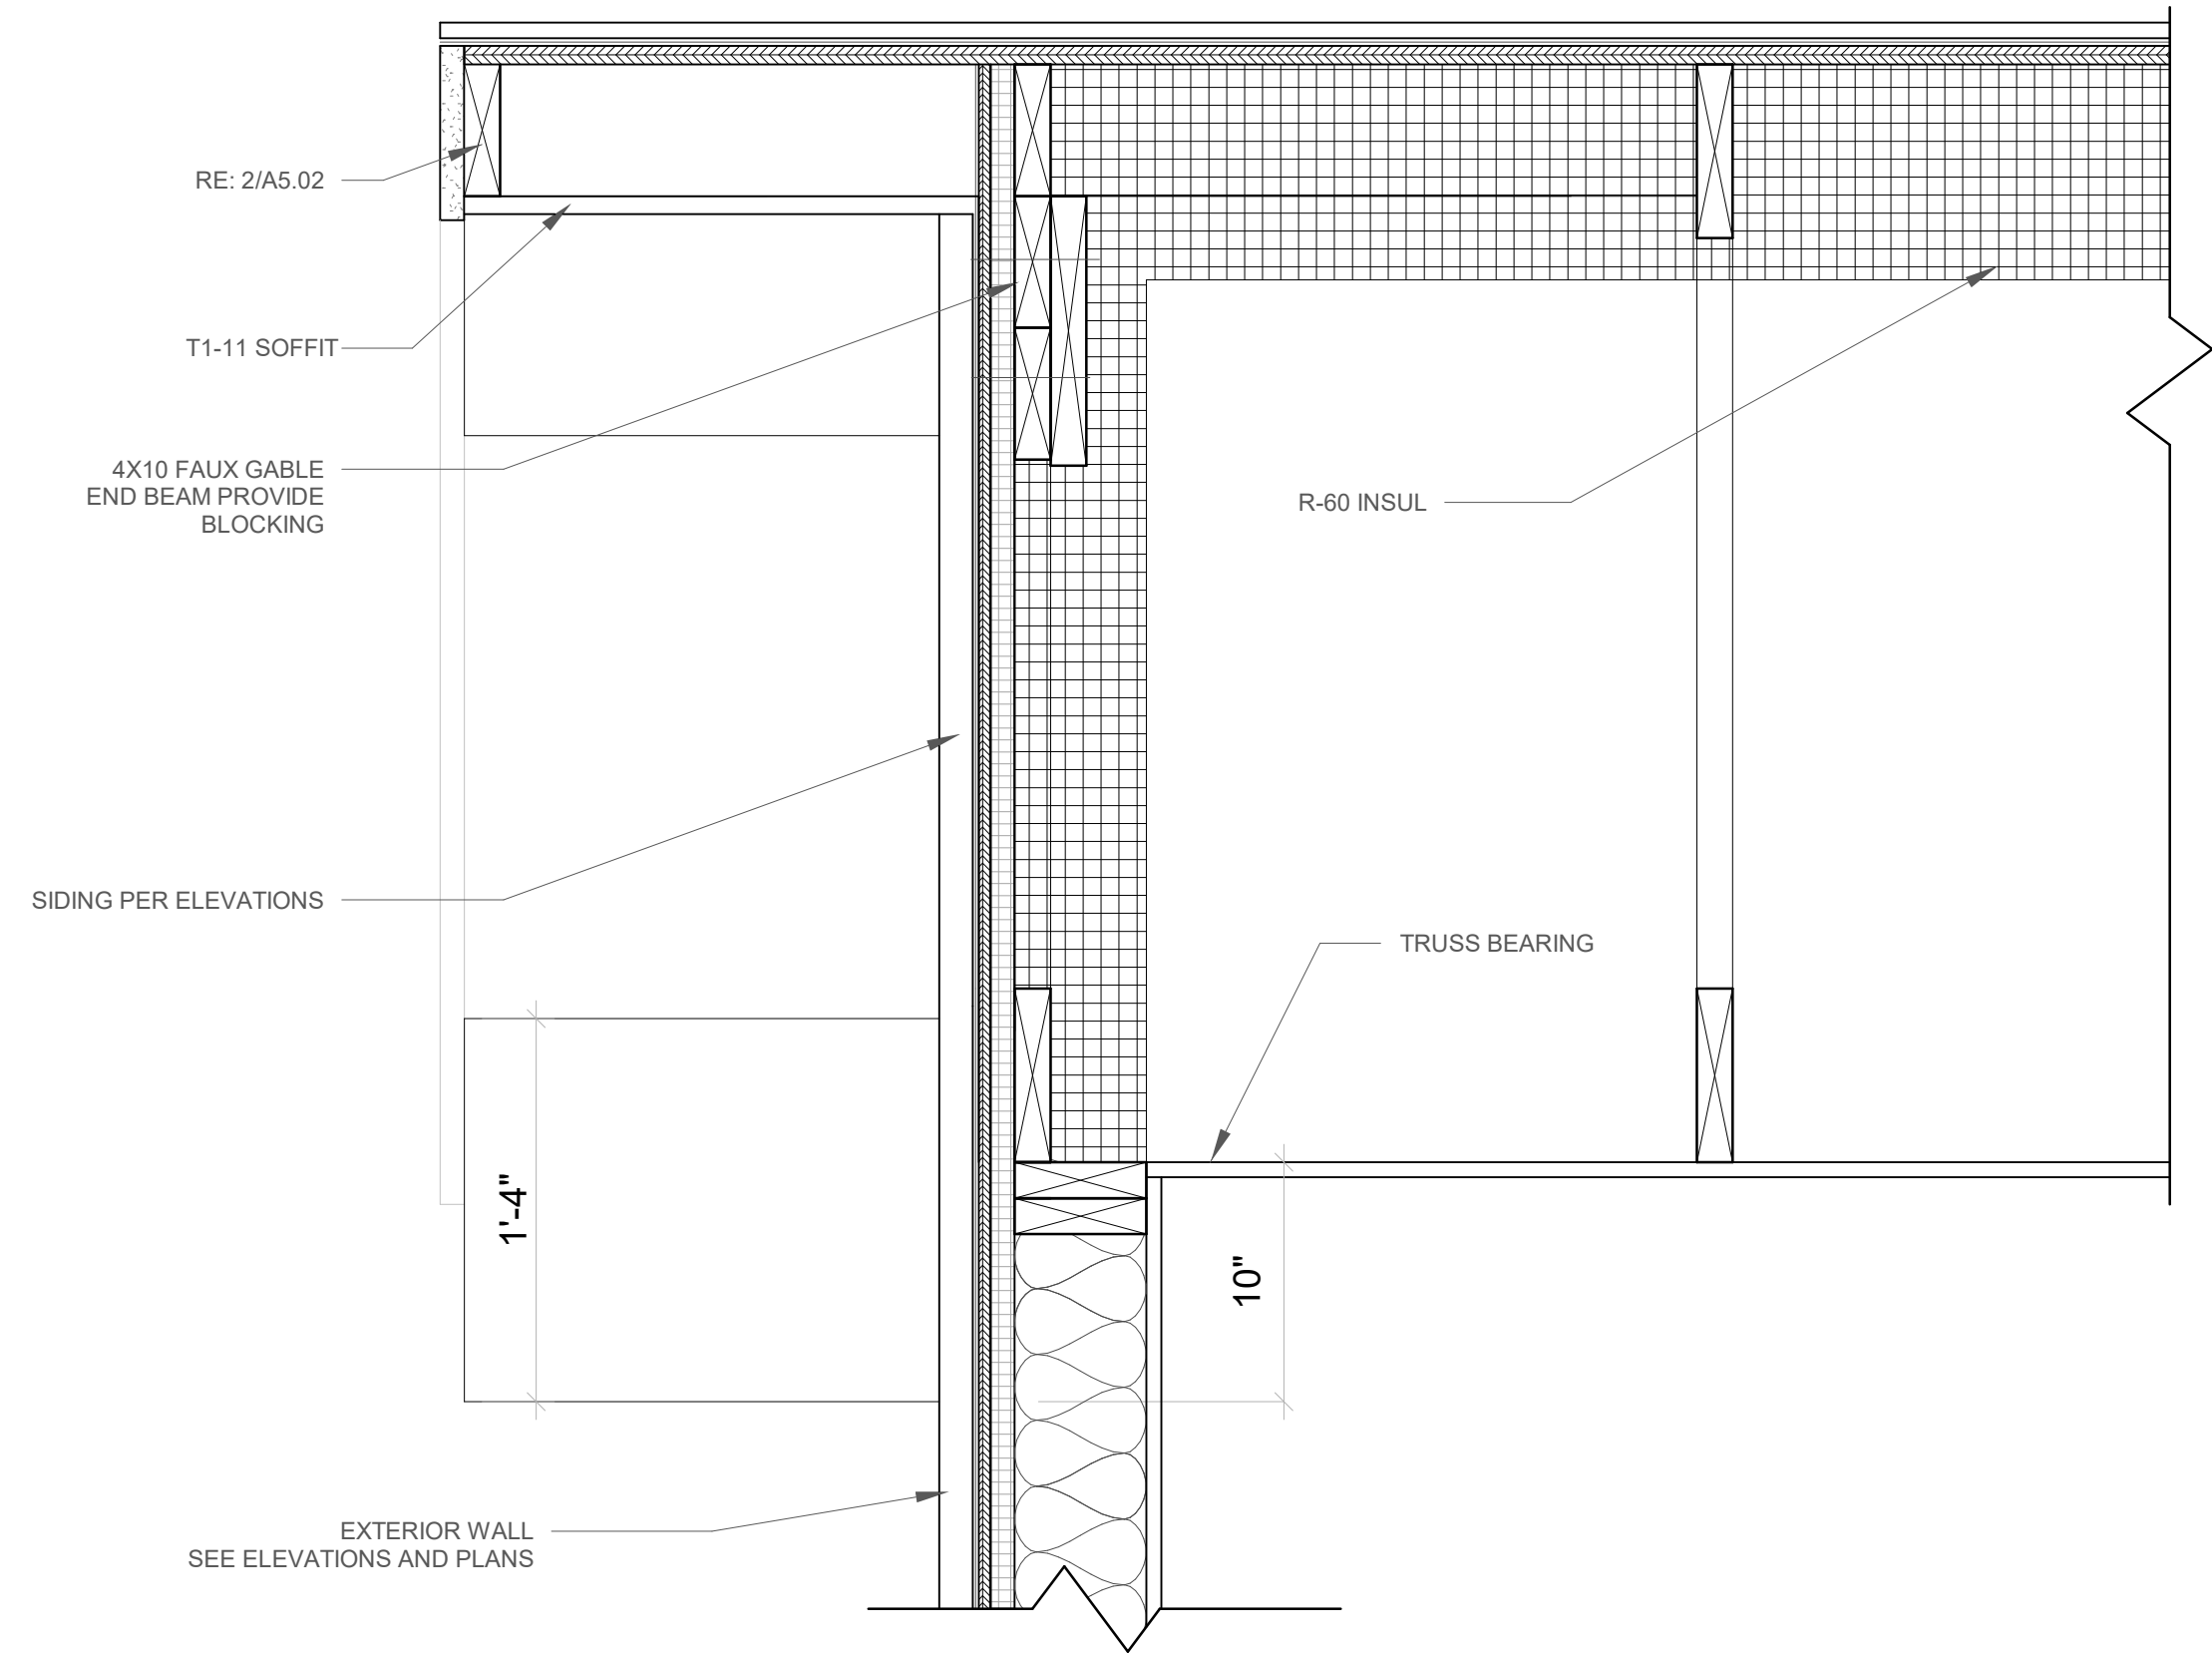 RE: 2/A5.02
T1-11 SOFFIT
4X10 FAUX GABLE
END BEAM PROVIDE
BLOCKING
R-60 INSUL
SIDING PER ELEVATIONS
TRUSS BEARING
1'-4"
10"
EXTERIOR WALL
SEE ELEVATIONS AND PLANS